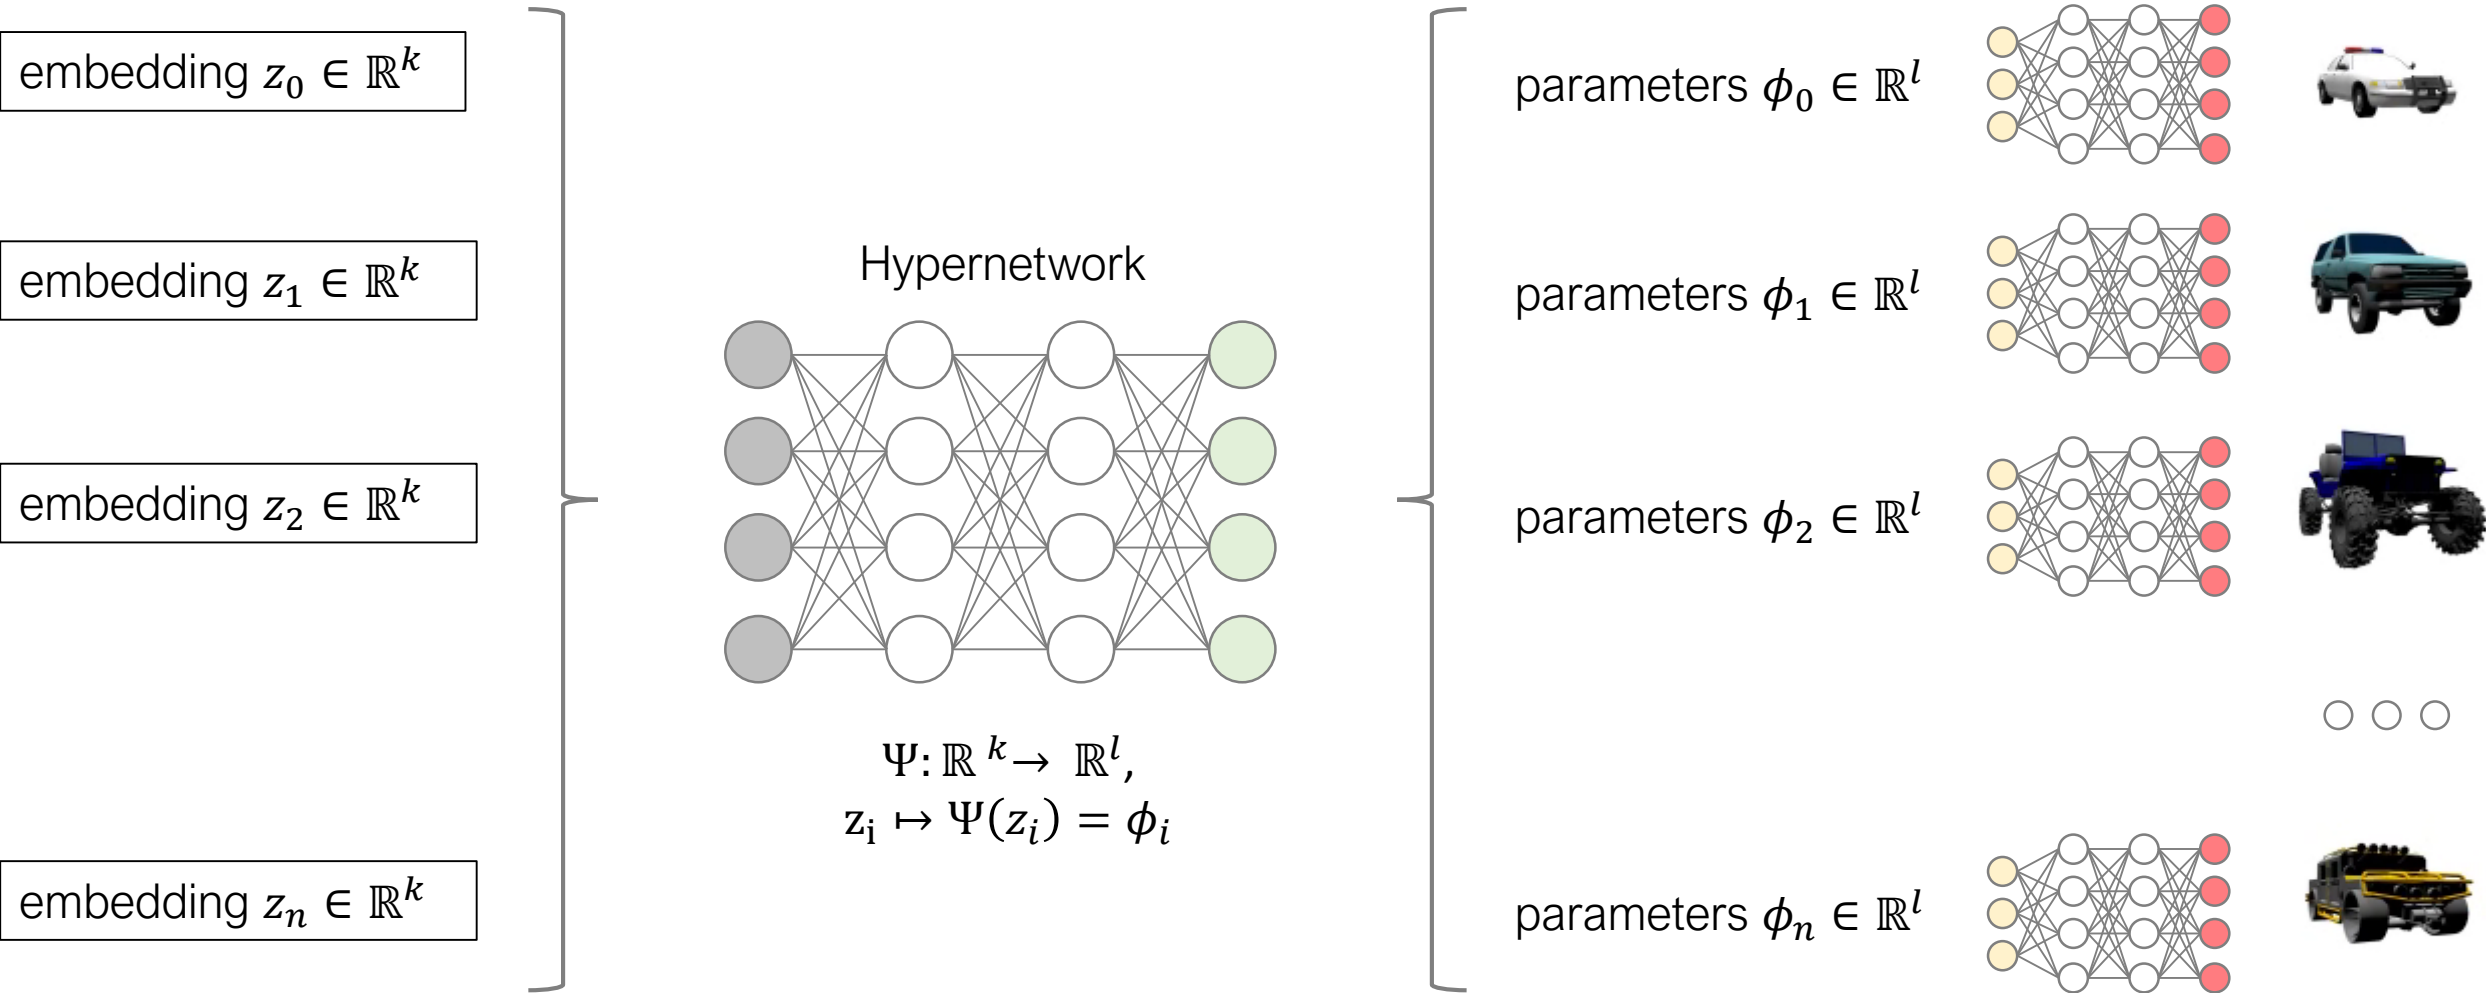 embedding z₀ ∈ ℝᵏ
embedding z₁ ∈ ℝᵏ
embedding z₂ ∈ ℝᵏ
embedding zₙ ∈ ℝᵏ
Hypernetwork
Ψ: ℝ ᵏ → ℝˡ,
zᵢ ↦ Ψ(zᵢ) = ϕᵢ
parameters ϕ₀ ∈ ℝˡ
parameters ϕ₁ ∈ ℝˡ
parameters ϕ₂ ∈ ℝˡ
parameters ϕₙ ∈ ℝˡ